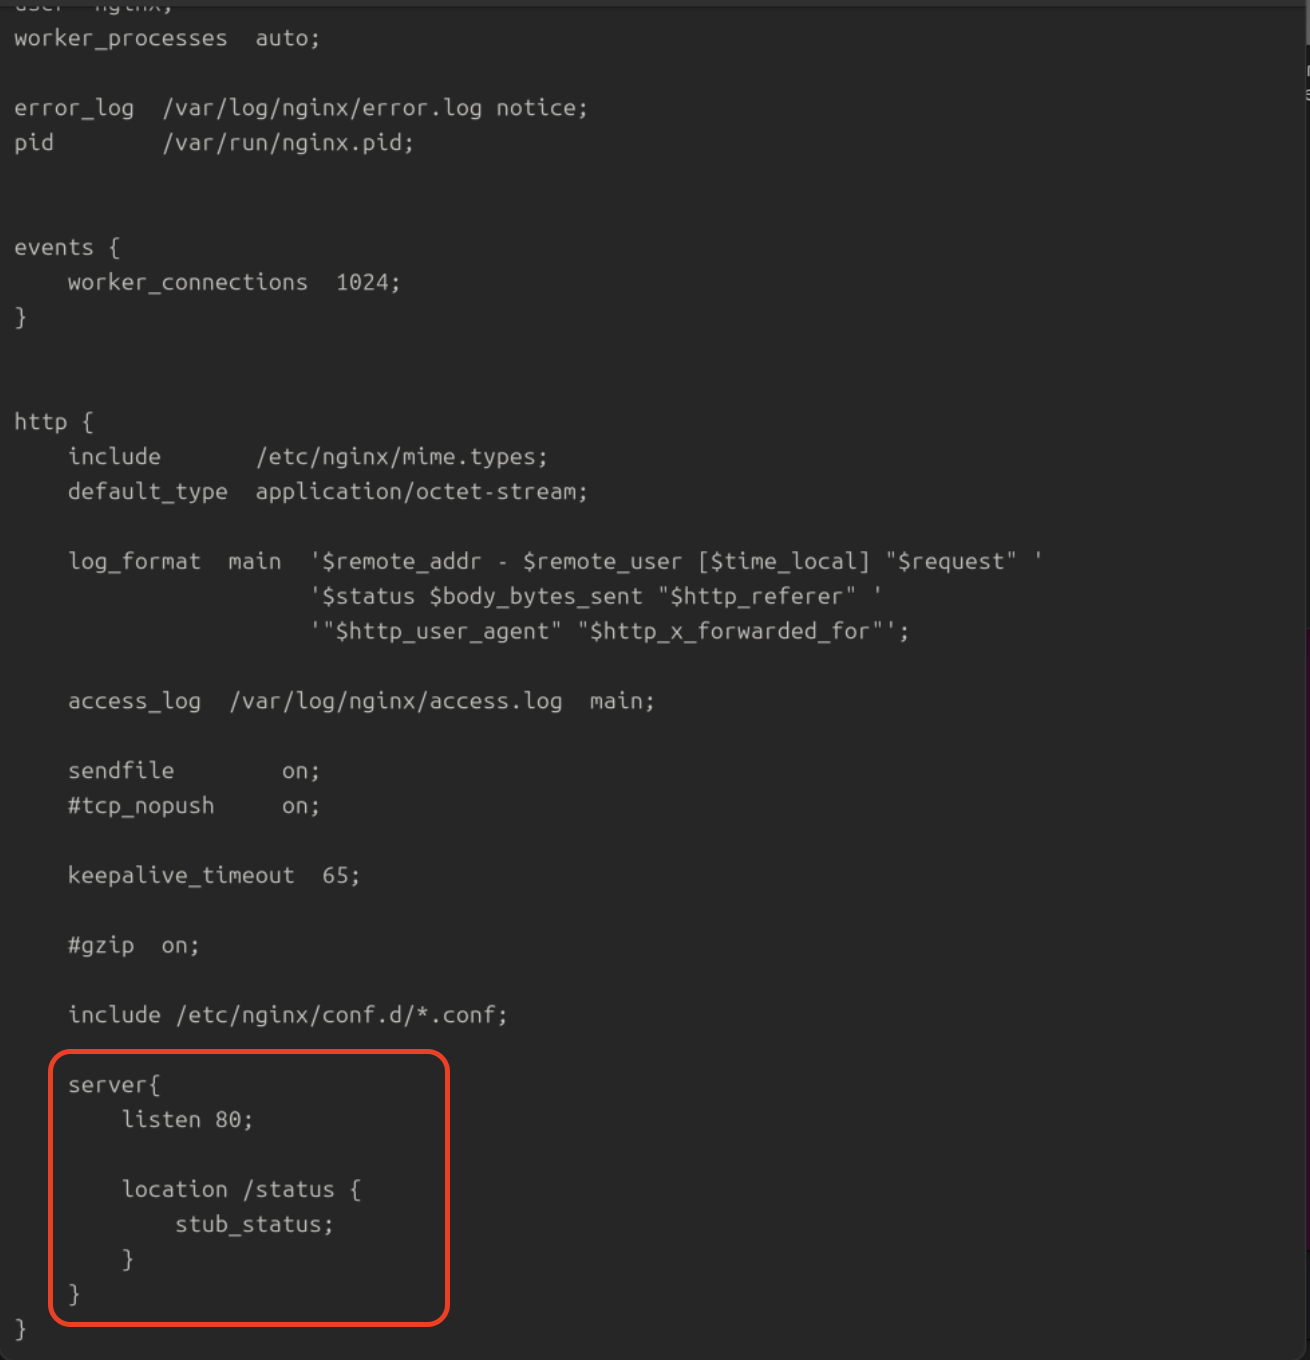 user  nginx;
worker_processes  auto;
error_log  /var/log/nginx/error.log notice;
pid        /var/run/nginx.pid;
events {
    worker_connections  1024;
}
http {
    include       /etc/nginx/mime.types;
    default_type  application/octet-stream;
    log_format  main  '$remote_addr - $remote_user [$time_local] "$request" '
                      '$status $body_bytes_sent "$http_referer" '
                      '"$http_user_agent" "$http_x_forwarded_for"';
    access_log  /var/log/nginx/access.log  main;
    sendfile        on;
    #tcp_nopush     on;
    keepalive_timeout  65;
    #gzip  on;
    include /etc/nginx/conf.d/*.conf;
    server{
        listen 80;
        location /status {
            stub_status;
        }
    }
}